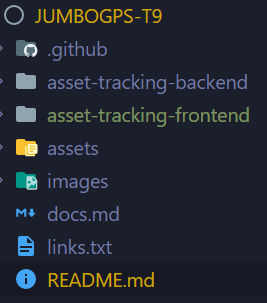 JUMBOGPS-T9
.github
asset-tracking-backend
asset-tracking-frontend
assets
images
docs.md
links.txt
README.md